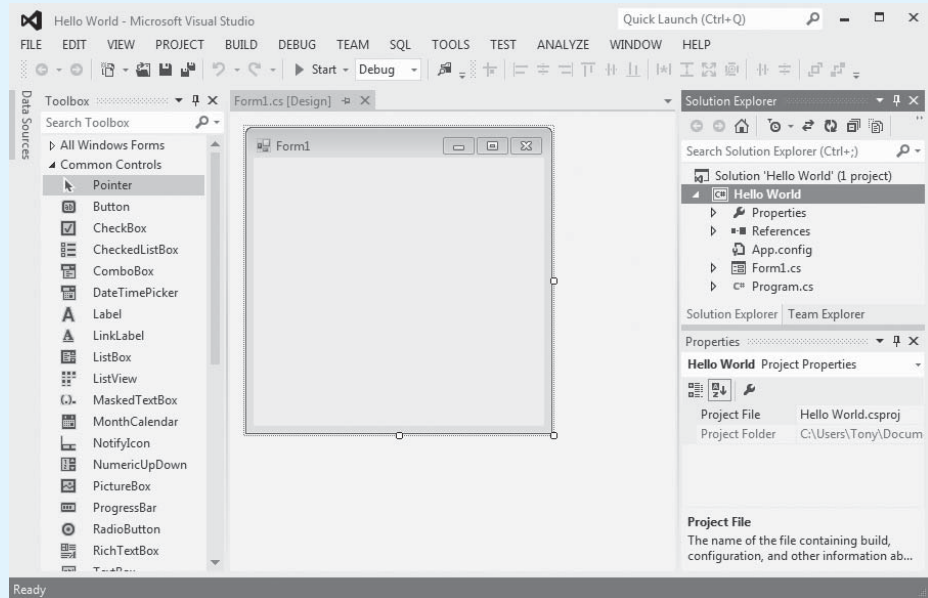 Hello World - Microsoft Visual Studio
Quick Launch (Ctrl+Q)
FILE EDIT VIEW PROJECT BUILD DEBUG TEAM SQL TOOLS TEST ANALYZE WINDOW HELP
Start
Debug
Data Sources
Toolbox
Search Toolbox
All Windows Forms
Common Controls
Pointer
Button
CheckBox
CheckedListBox
ComboBox
DateTimePicker
Label
LinkLabel
ListBox
ListView
MaskedTextBox
MonthCalendar
NotifyIcon
NumericUpDown
PictureBox
ProgressBar
RadioButton
RichTextBox
Form1.cs [Design]
Form1
Solution Explorer
Search Solution Explorer (Ctrl+;)
Solution 'Hello World' (1 project)
C# Hello World
Properties
References
App.config
Form1.cs
C# Program.cs
Solution Explorer Team Explorer
Properties
Hello World Project Properties
Project File Hello World.csproj
Project Folder C:\Users\Tony\Docum
Project File
The name of the file containing build,
configuration, and other information ab...
Ready